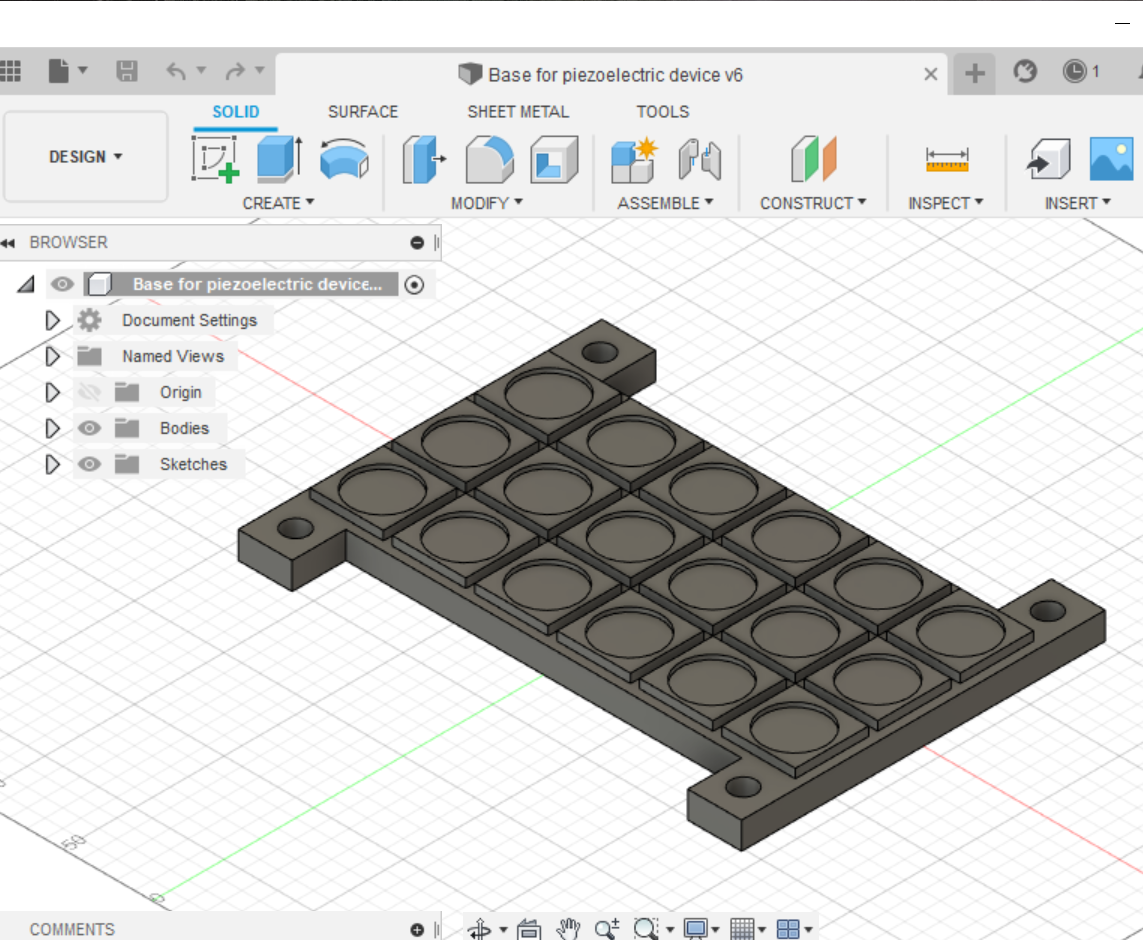 Base for piezoelectric device v6
1
SOLID SURFACE SHEET METAL TOOLS
DESIGN
CREATE MODIFY ASSEMBLE CONSTRUCT INSPECT INSERT
BROWSER
Base for piezoelectric device...
Document Settings
Named Views
Origin
Bodies
Sketches
50
0
COMMENTS